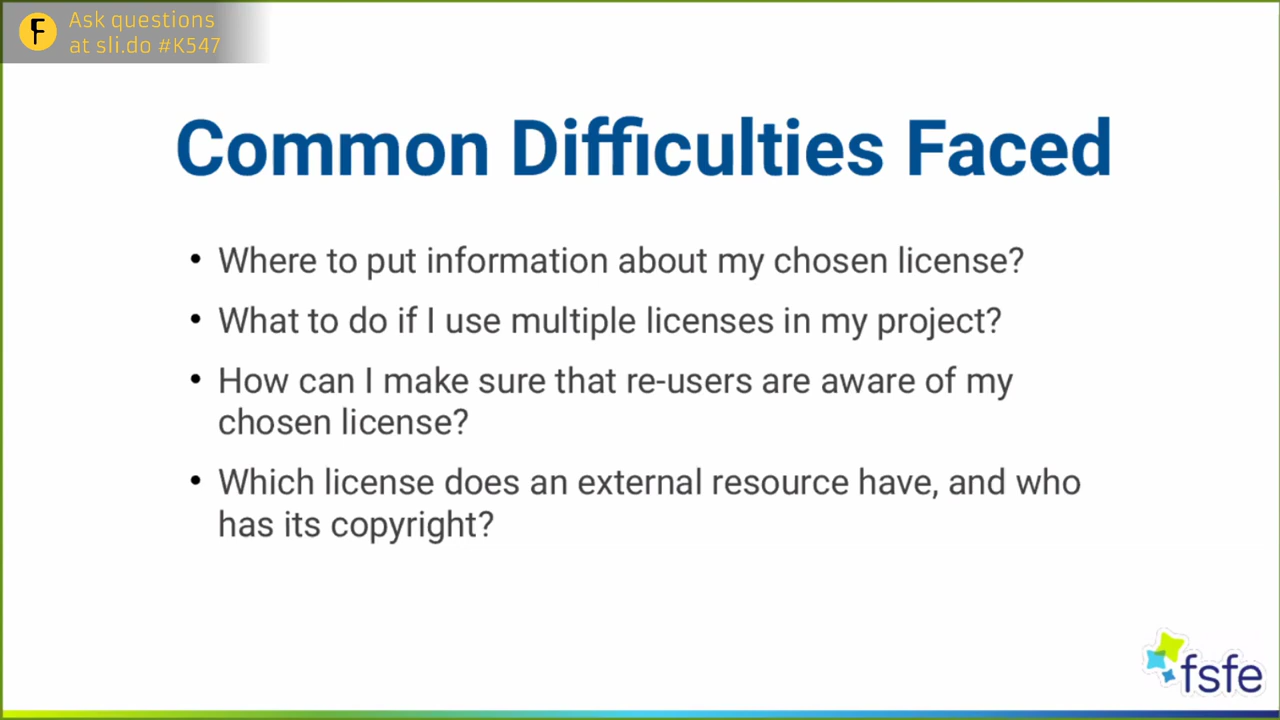 F Ask questions
at sli.do #K547
Common Difficulties Faced
• Where to put information about my chosen license?
• What to do if I use multiple licenses in my project?
• How can I make sure that re-users are aware of my
chosen license?
• Which license does an external resource have, and who
has its copyright?
fsfe